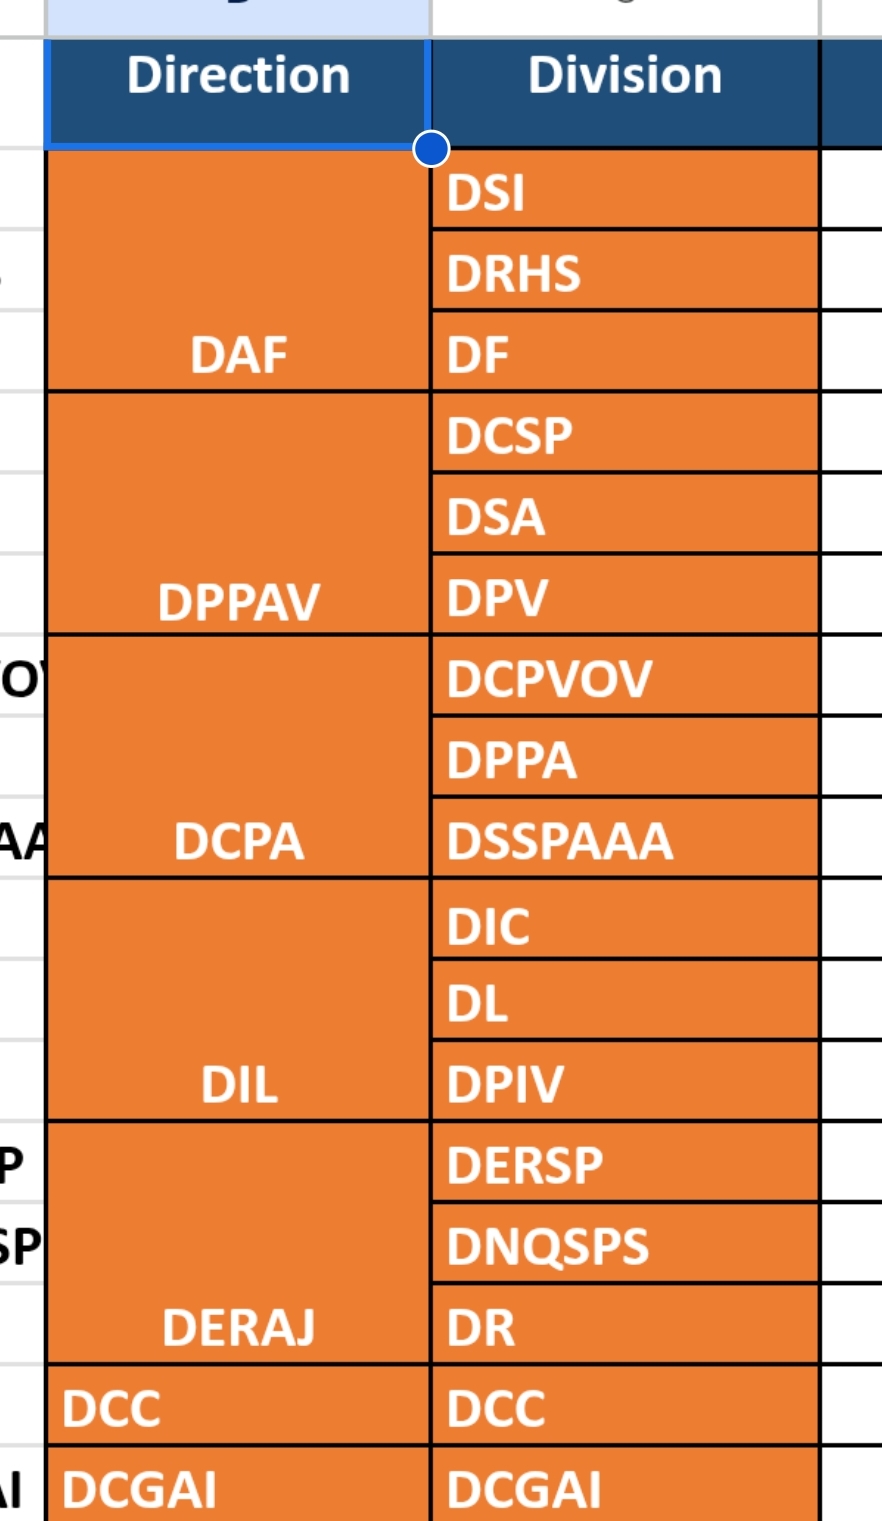 Direction Division
DSI
DRHS
DAF DF
DCSP
DSA
DPPAV DPV
DCPVOV
DPPA
DCPA DSSPAAA
DIC
DL
DIL DPIV
P DERSP
SP DNQSPS
DERAJ DR
DCC DCC
DCGAI DCGAI